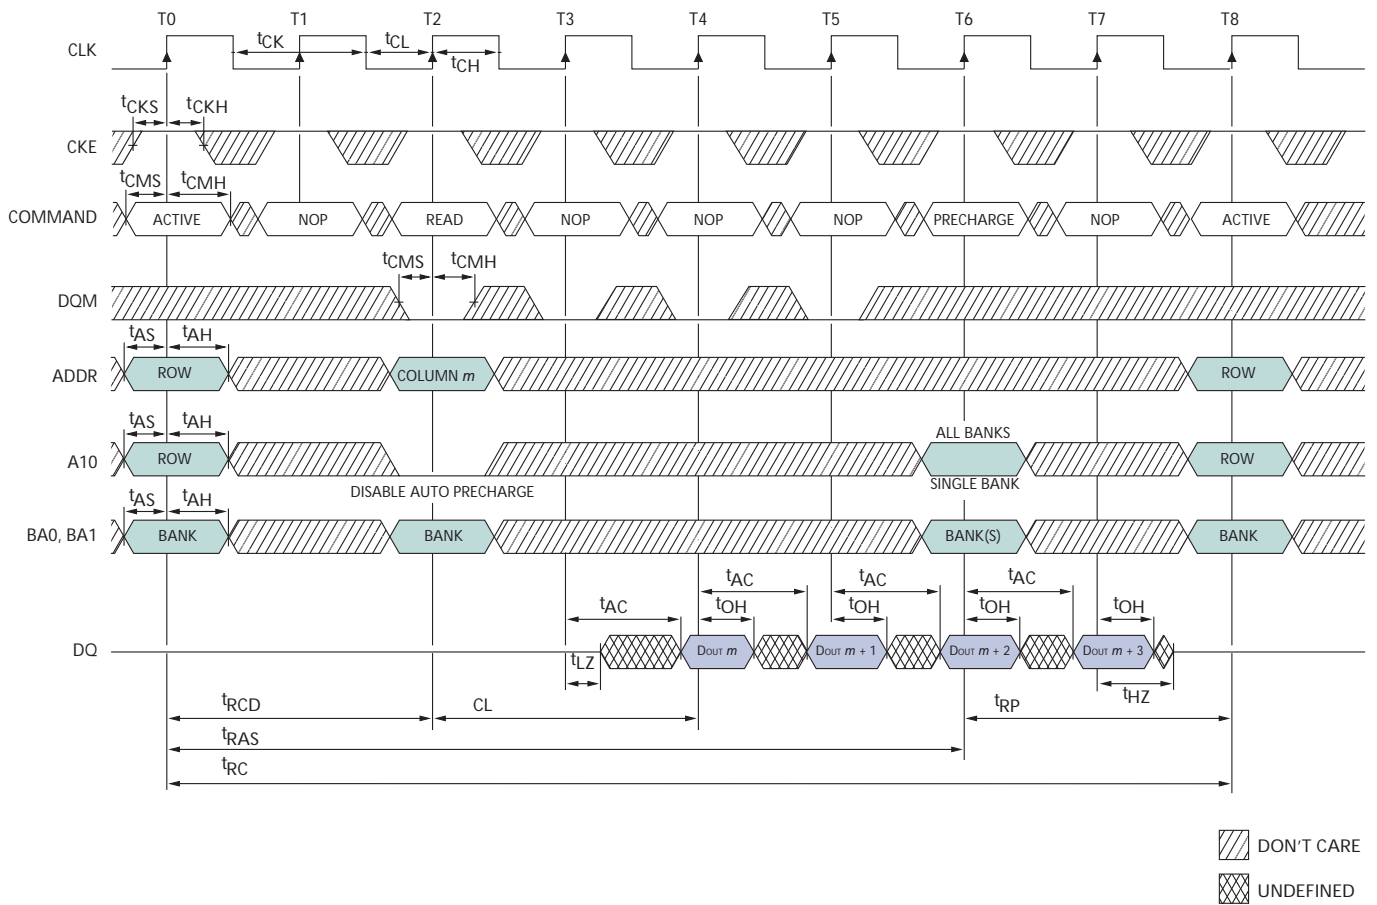 T0 T1 T2 T3 T4 T5 T6 T7 T8
CLK tCK tCL tCH
tCKS tCKH
CKE
tCMS tCMH
COMMAND ACTIVE NOP READ NOP NOP NOP PRECHARGE NOP ACTIVE
tCMS tCMH
DQM
tAS tAH
ADDR ROW COLUMN m ROW
tAS tAH ALL BANKS
A10 ROW ROW
DISABLE AUTO PRECHARGE SINGLE BANK
tAS tAH
BA0, BA1 BANK BANK BANK(S) BANK
tAC tAC tAC
tAC tOH tOH tOH tOH
DQ DOUT m DOUT m + 1 DOUT m + 2 DOUT m + 3
tLZ tHZ
tRCD CL tRP
tRAS
tRC
DON'T CARE
UNDEFINED